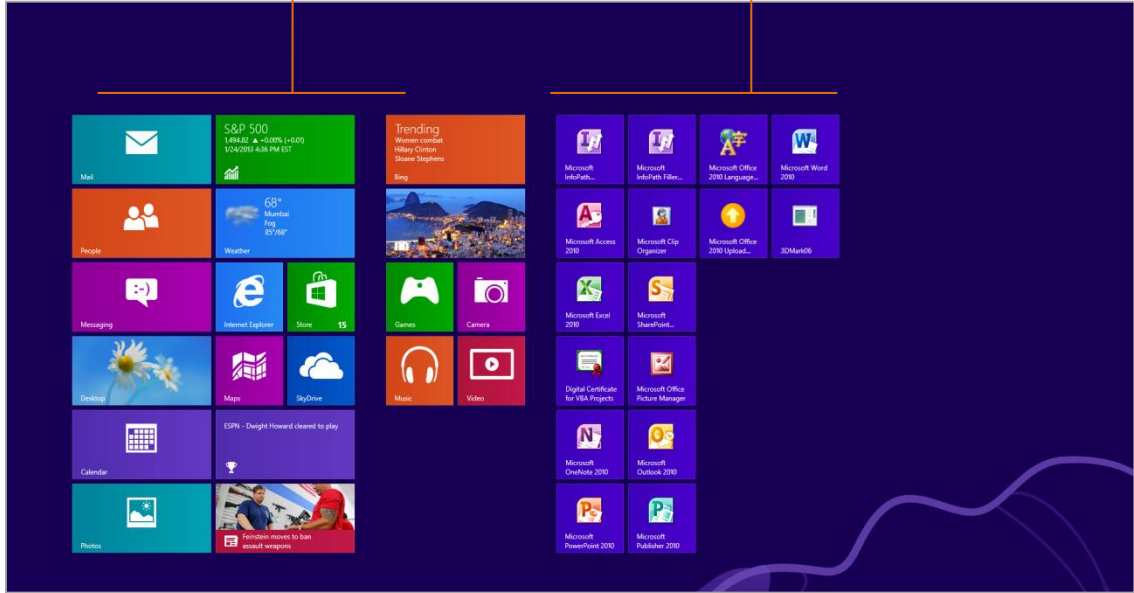 Mail
S&P 500
1,494.82 ▲ +0.00% (+0.01)
1/24/2013 4:36 PM EST
People
68°
Mumbai
Fog
85°/68°
Weather
Messaging
Internet Explorer
Store
15
Desktop
Maps
SkyDrive
Calendar
ESPN - Dwight Howard cleared to play
Photos
Feinstein moves to ban
assault weapons
Trending
Women combat
Hillary Clinton
Sloane Stephens
Bing
Games
Camera
Music
Video
Microsoft
InfoPath...
Microsoft
InfoPath Filler...
Microsoft Office
2010 Language...
Microsoft Word
2010
Microsoft Access
2010
Microsoft Clip
Organizer
Microsoft Office
2010 Upload...
3DMark06
Microsoft Excel
2010
Microsoft
SharePoint...
Digital Certificate
for VBA Projects
Microsoft Office
Picture Manager
Microsoft
OneNote 2010
Microsoft
Outlook 2010
Microsoft
PowerPoint 2010
Microsoft
Publisher 2010